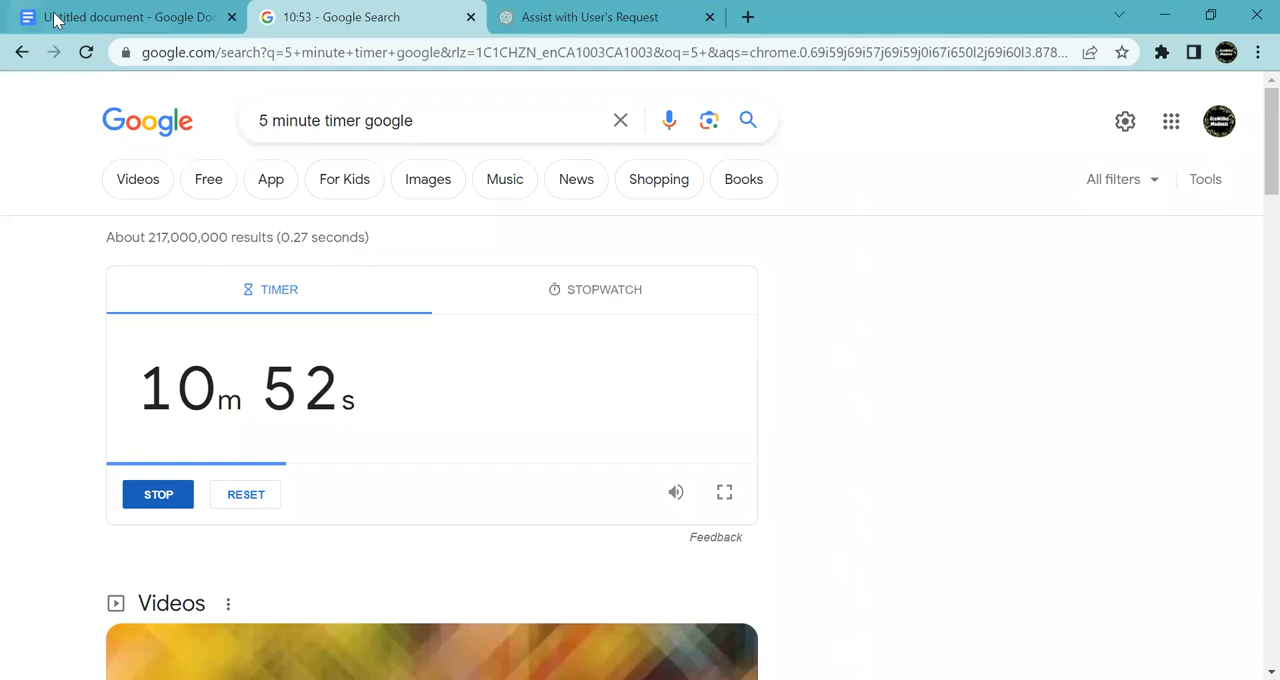 Untitled document - Google Doc
10:53 - Google Search
Assist with User's Request
google.com/search?q=5+minute+timer+google&rlz=1C1CHZN_enCA1003CA1003&oq=5+&aqs=chrome.0.69i59j69i57j69i59j0i67i650l2j69i60l3.878...
Google
5 minute timer google
Videos
Free
App
For Kids
Images
Music
News
Shopping
Books
All filters
Tools
About 217,000,000 results (0.27 seconds)
TIMER
STOPWATCH
10m 52s
STOP
RESET
Feedback
Videos